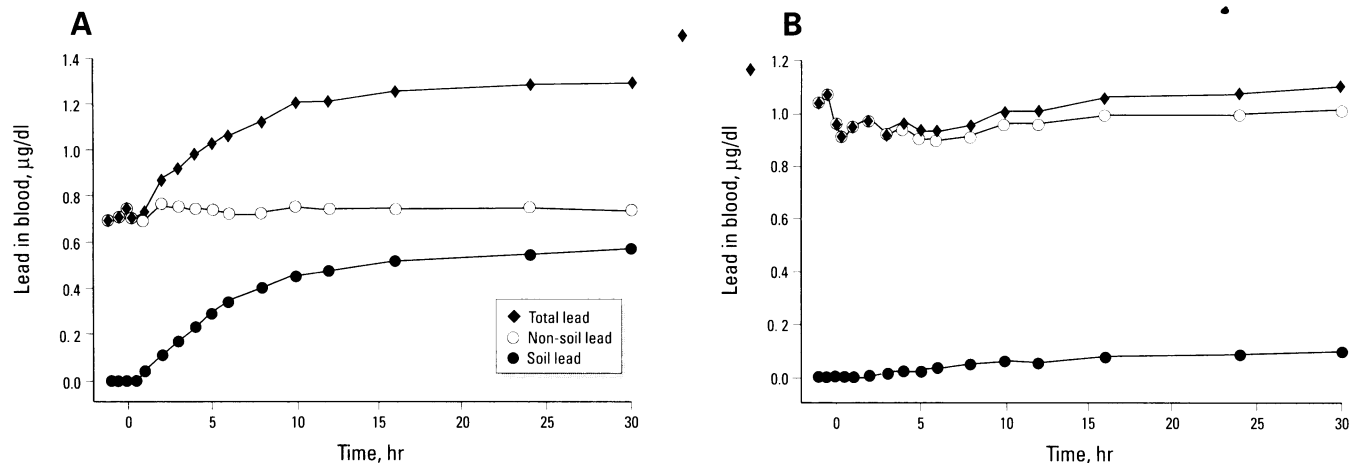 A
Lead in blood, μg/dl
1.4
1.2
1.0
0.8
0.6
0.4
0.2
0.0
Total lead
Non-soil lead
Soil lead
0 5 10 15 20 25 30
Time, hr
B
Lead in blood, μg/dl
1.2
1.0
0.8
0.6
0.4
0. 2
0.0
0 5 10 15 20 25 30
Time, hr